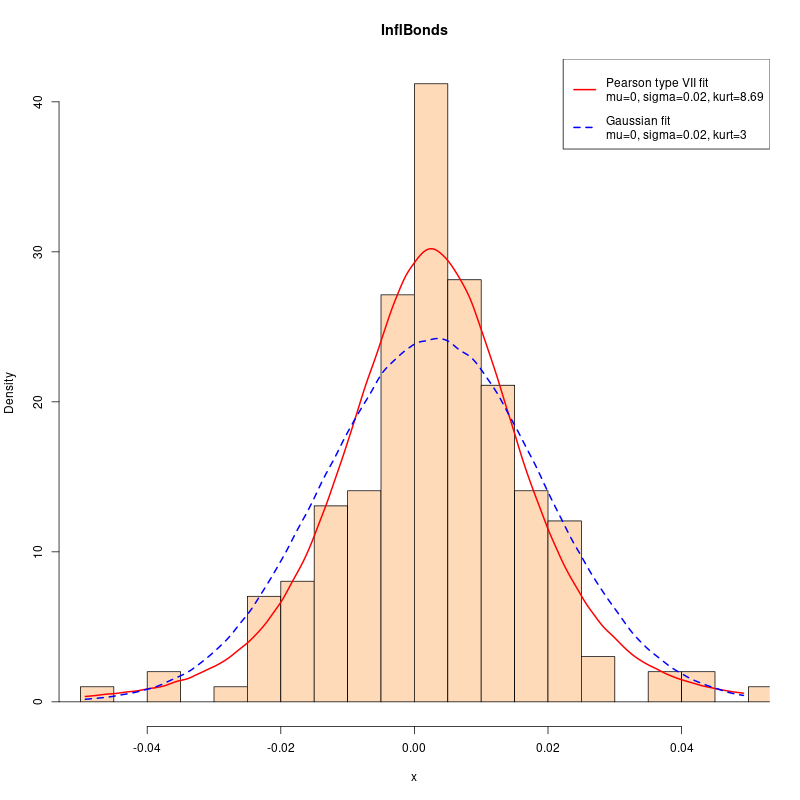 InflBonds
Pearson type VII fit
mu=0, sigma=0.02, kurt=8.69
Gaussian fit
mu=0, sigma=0.02, kurt=3
Density
40
30
20
10
0
-0.04 -0.02 0.00 0.02 0.04
x